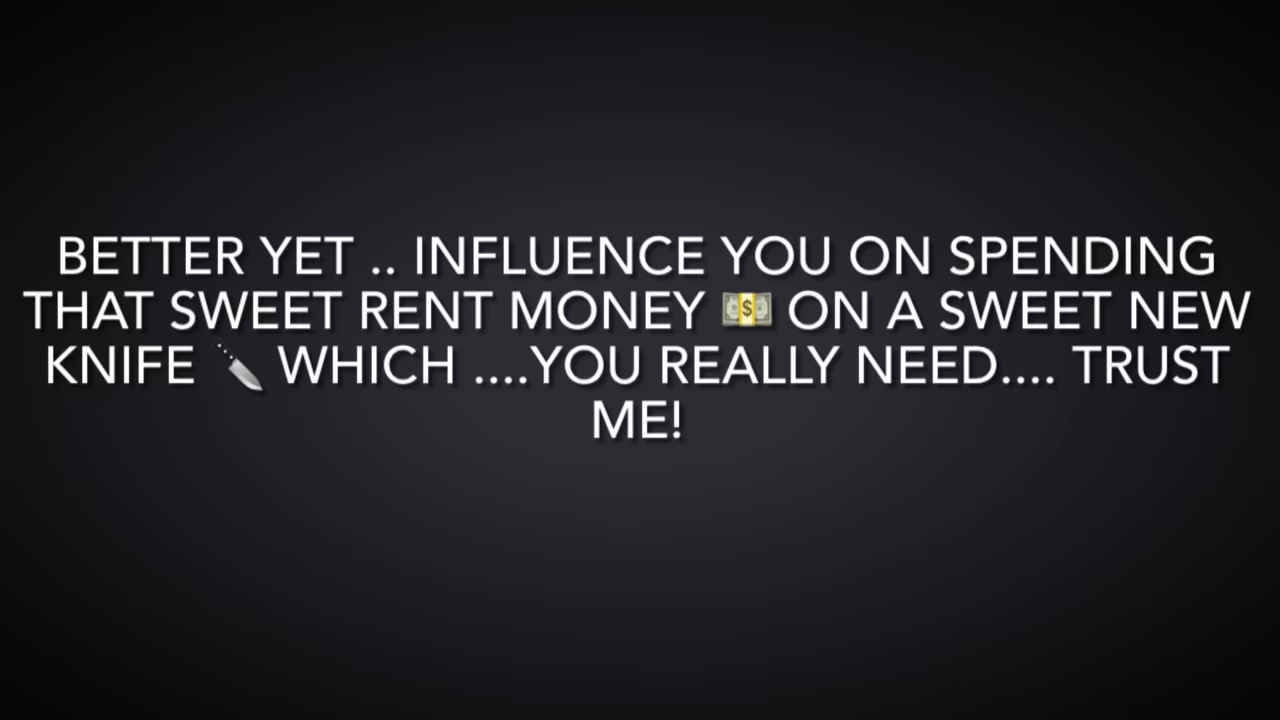 BETTER YET .. INFLUENCE YOU ON SPENDING
THAT SWEET RENT MONEY 💵 ON A SWEET NEW
KNIFE 🔪 WHICH ....YOU REALLY NEED.... TRUST
ME!